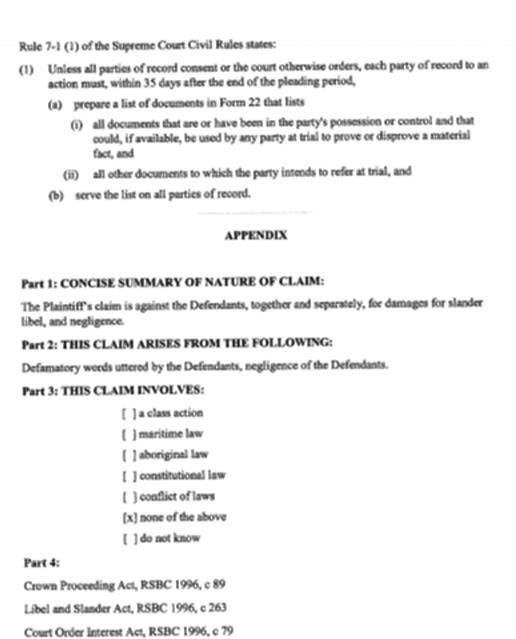 Rule 7-1 (1) of the Supreme Court Civil Rules states:
(1) Unless all parties of record consent or the court otherwise orders, each party of record to an
action must, within 35 days after the end of the pleading period,
(a) prepare a list of documents in Form 22 that lists
(i) all documents that are or have been in the party's possession or control and that
could, if available, be used by any party at trial to prove or disprove a material
fact, and
(ii) all other documents to which the party intends to refer at trial, and
(b) serve the list on all parties of record.
APPENDIX
Part 1: CONCISE SUMMARY OF NATURE OF CLAIM:
The Plaintiff's claim is against the Defendants, together and separately, for damages for slander
libel, and negligence.
Part 2: THIS CLAIM ARISES FROM THE FOLLOWING:
Defamatory words uttered by the Defendants, negligence of the Defendants.
Part 3: THIS CLAIM INVOLVES:
[ ] a class action
[ ] maritime law
[ ] aboriginal law
[ ] constitutional law
[ ] conflict of laws
[x] none of the above
[ ] do not know
Part 4:
Crown Proceeding Act, RSBC 1996, c 89
Libel and Slander Act, RSBC 1996, c 263
Court Order Interest Act, RSBC 1996, c 79